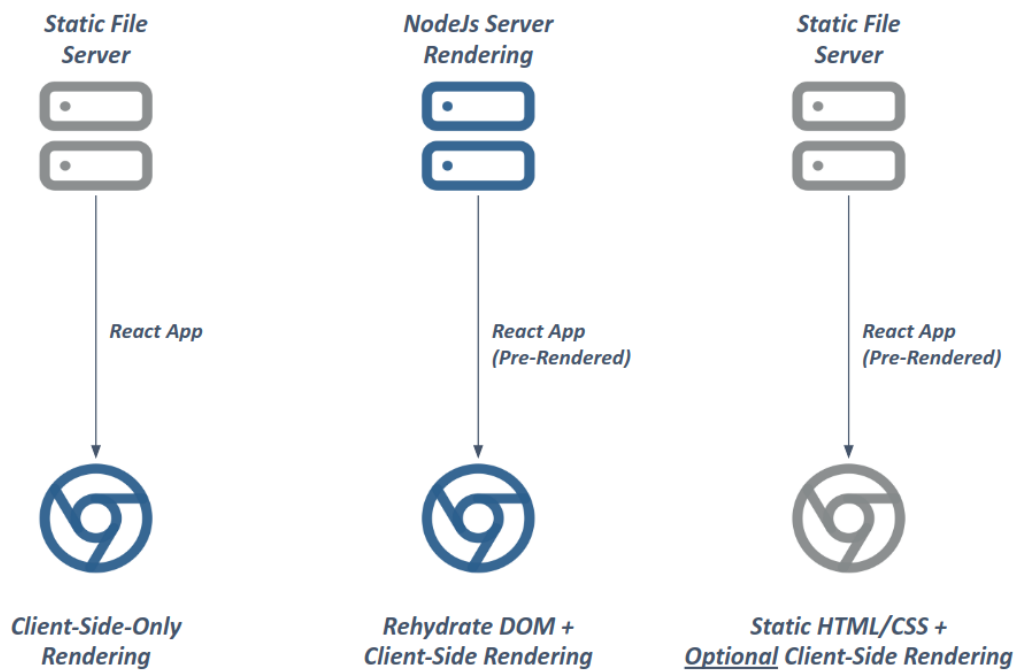 Static File
Server
NodeJs Server
Rendering
Static File
Server
React App
React App
(Pre-Rendered)
React App
(Pre-Rendered)
Client-Side-Only
Rendering
Rehydrate DOM +
Client-Side Rendering
Static HTML/CSS +
Optional Client-Side Rendering